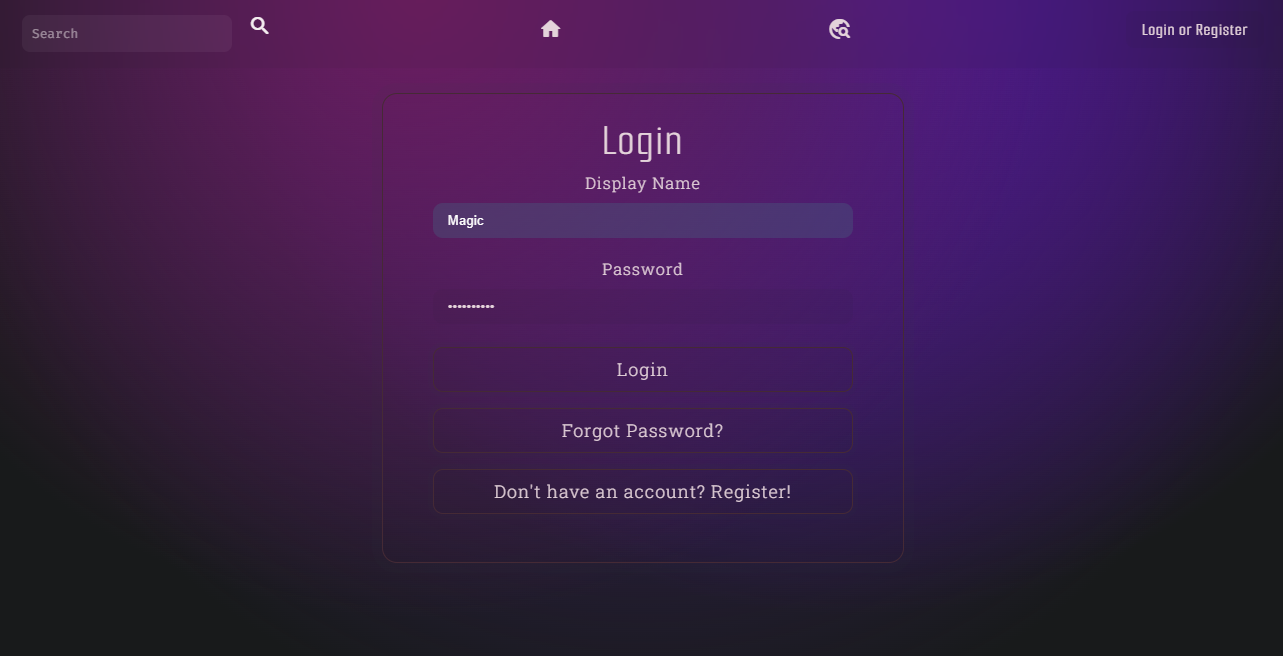 Search
Login or Register
Login
Display Name
Magic
Password
••••••••••
Login
Forgot Password?
Don't have an account? Register!